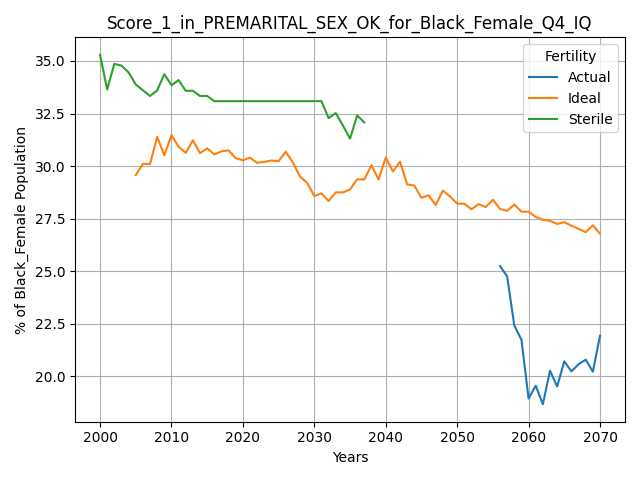 Score_1_in_PREMARITAL_SEX_OK_for_Black_Female_Q4_IQ
Fertility
Actual
Ideal
Sterile
% of Black_Female Population
35.0
32.5
30.0
27.5
25.0
22.5
20.0
2000 2010 2020 2030 2040 2050 2060 2070
Years